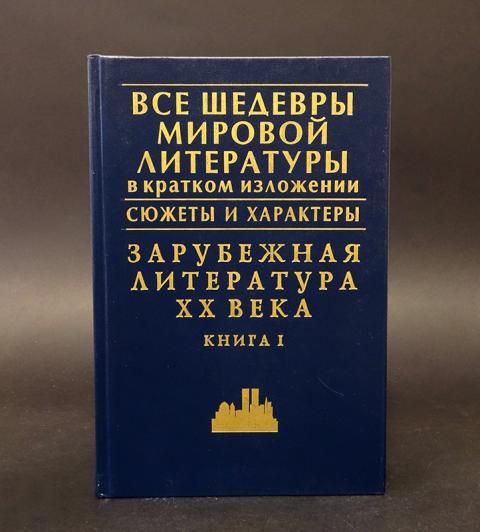 ВСЕ ШЕДЕВРЫ
МИРОВОЙ
ЛИТЕРАТУРЫ
В КРАТКОМ ИЗЛОЖЕНИИ
СЮЖЕТЫ И ХАРАКТЕРЫ
ЗАРУБЕЖНАЯ
ЛИТЕРАТУРА
XX ВЕКА
КНИГА I